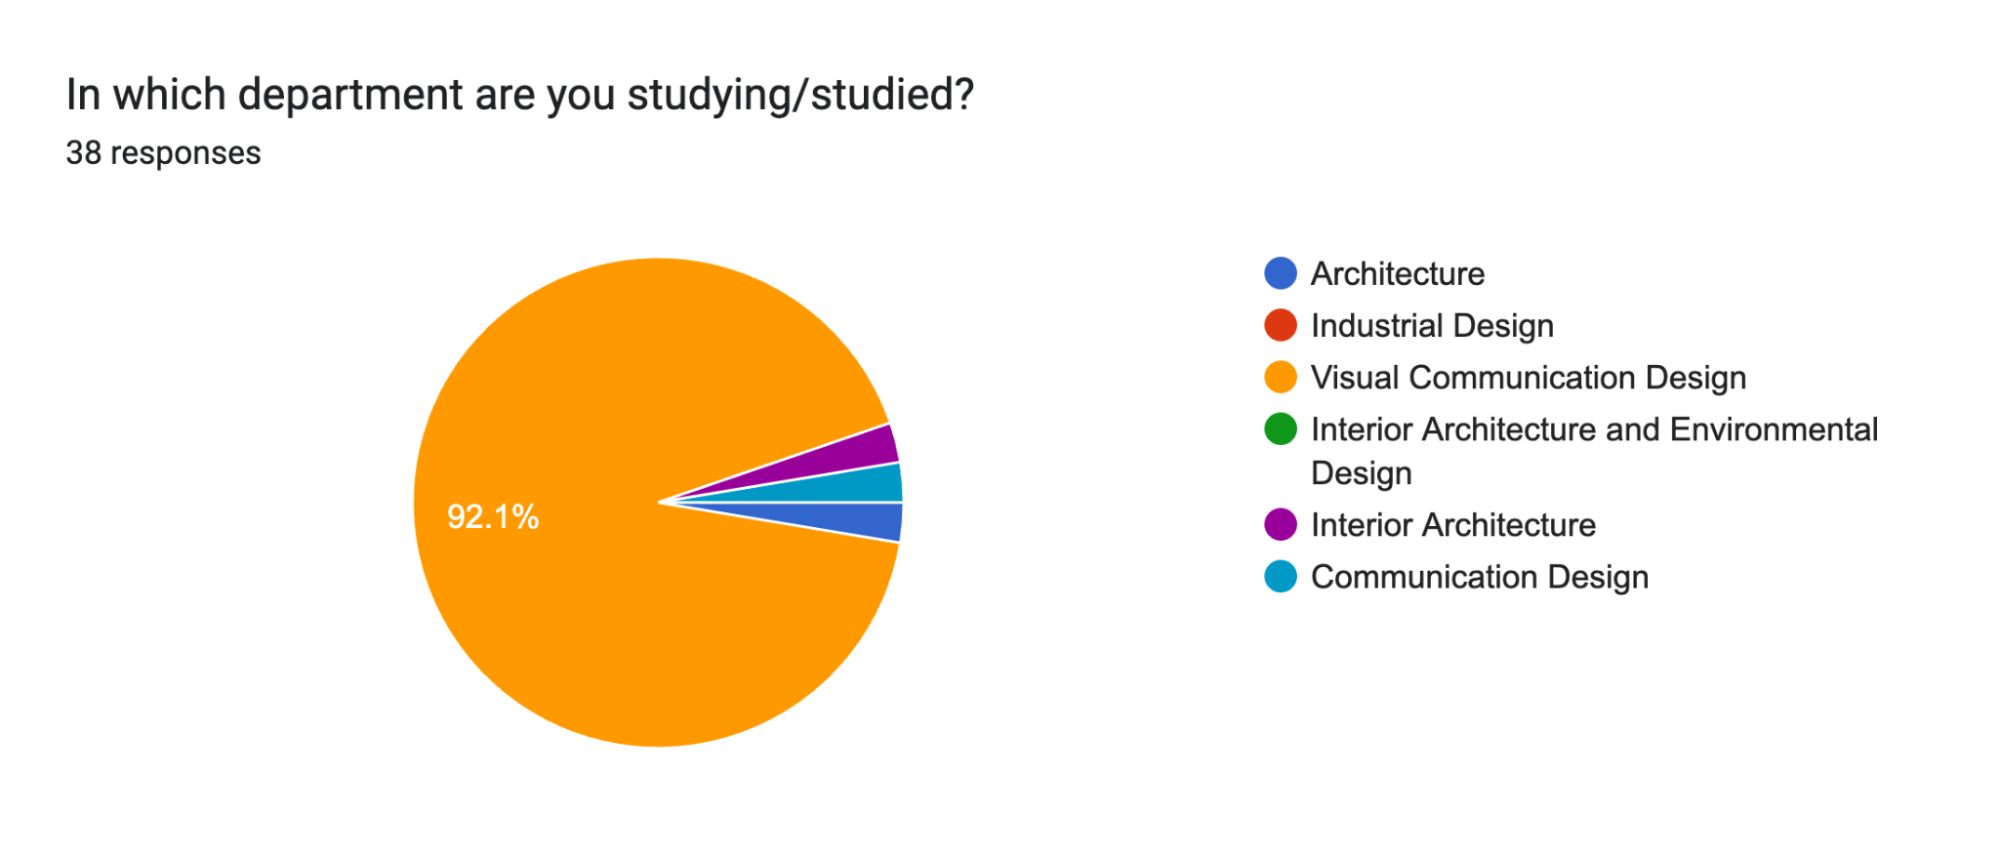 In which department are you studying/studied?
38 responses
92.1%
Architecture
Industrial Design
Visual Communication Design
Interior Architecture and Environmental
Design
Interior Architecture
Communication Design